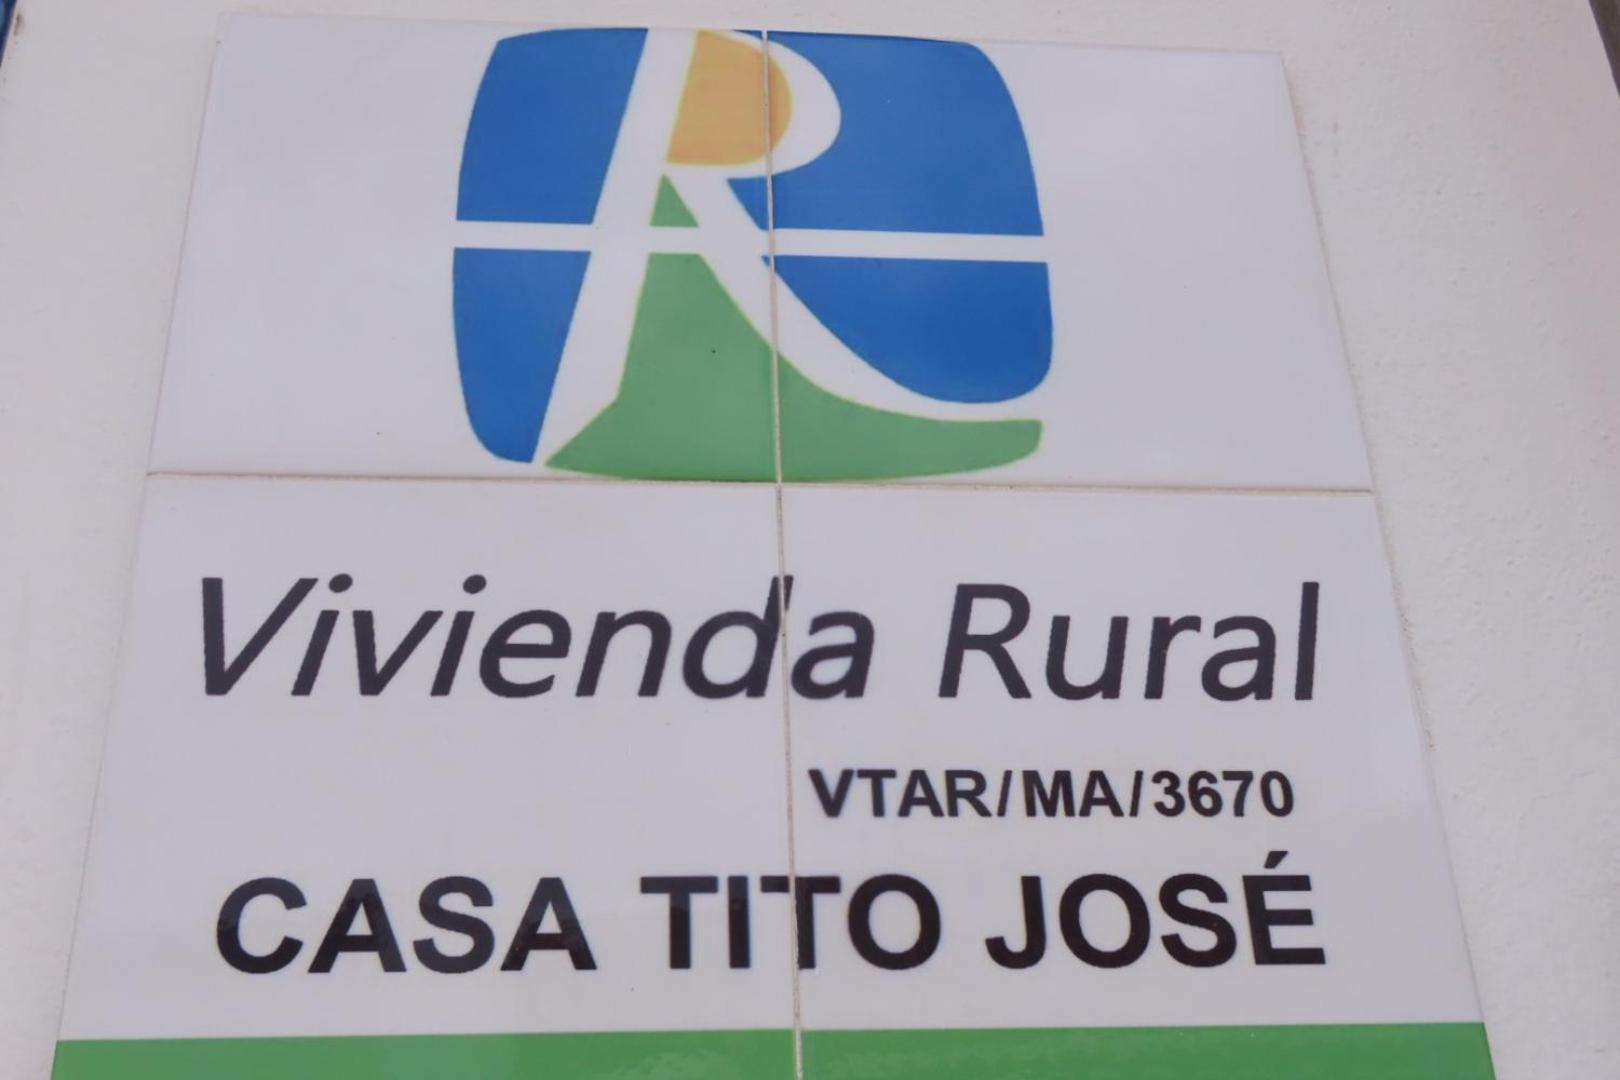 Vivienda Rural
VTAR/MA/3670
CASA TITO JOSÉ